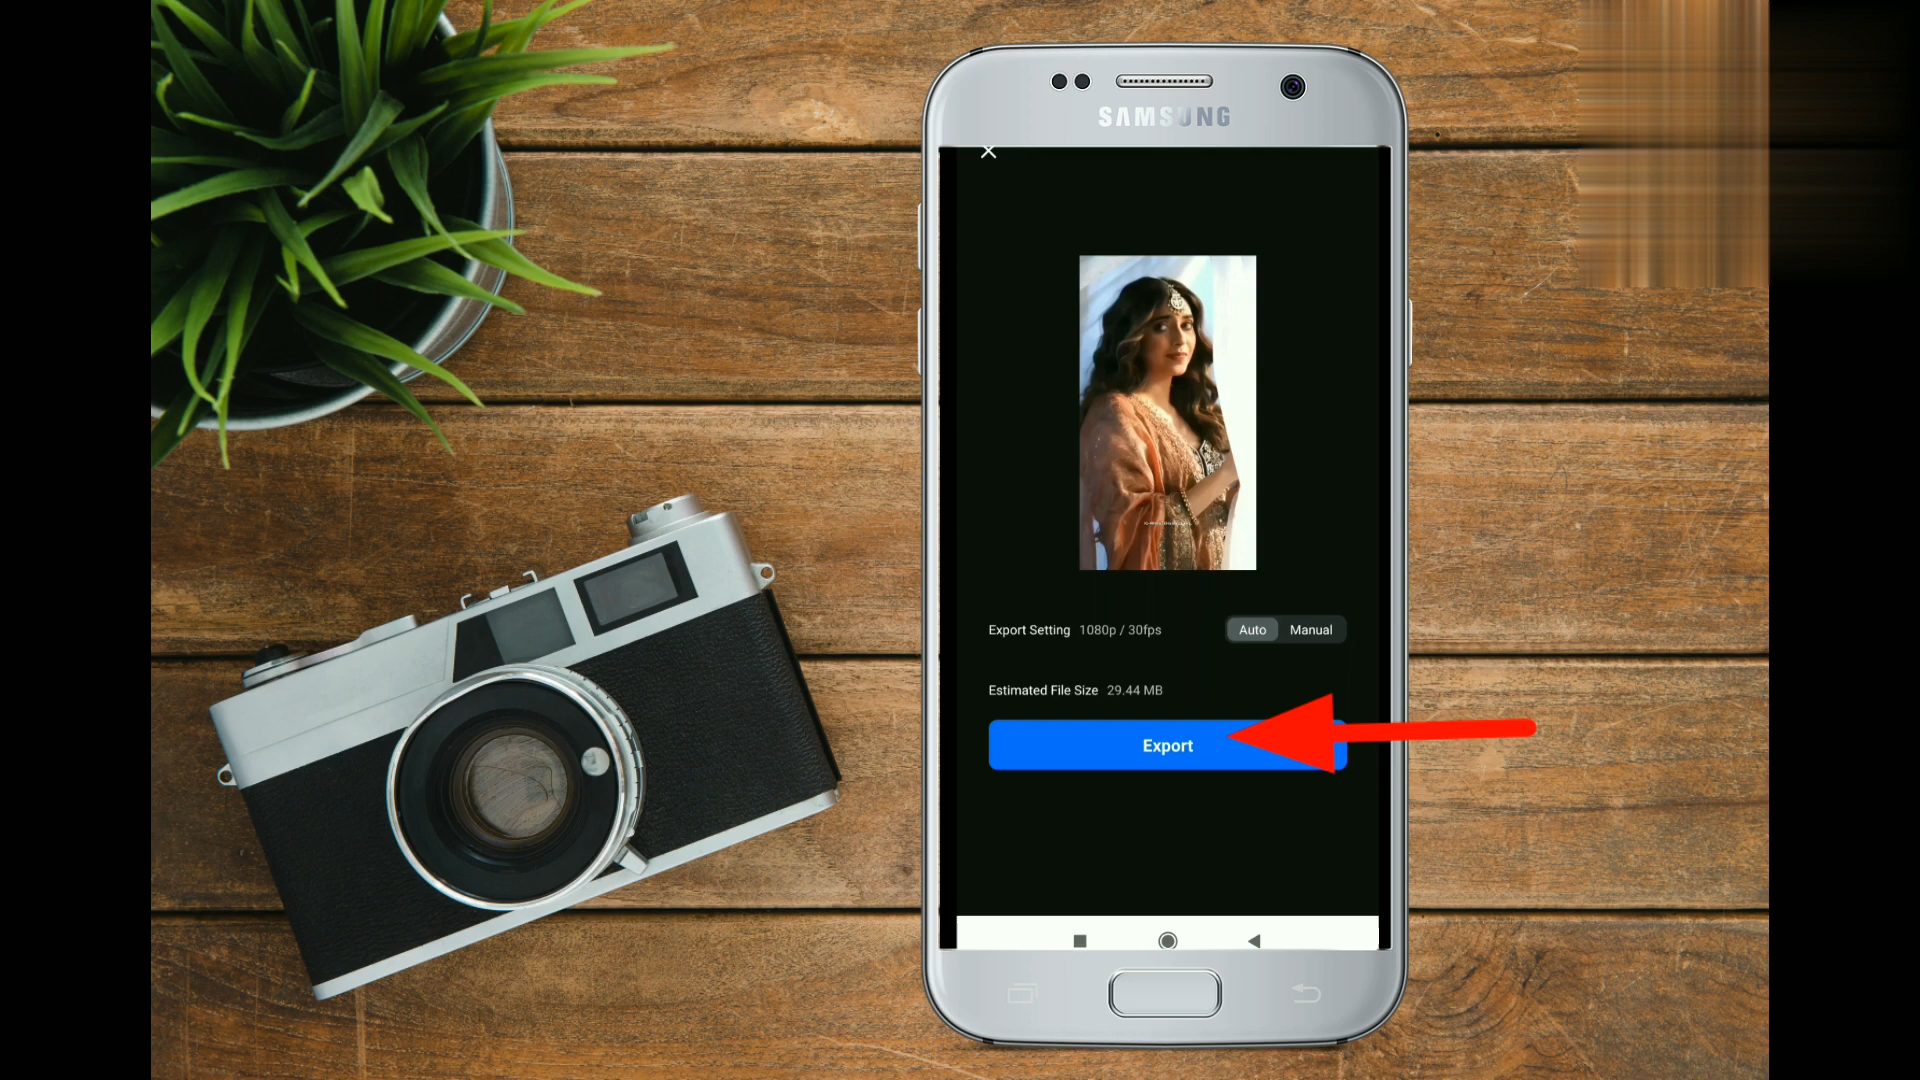 SAMSUNG
Export Setting 1080p / 30fps
Auto Manual
Estimated File Size 29.44 MB
Export